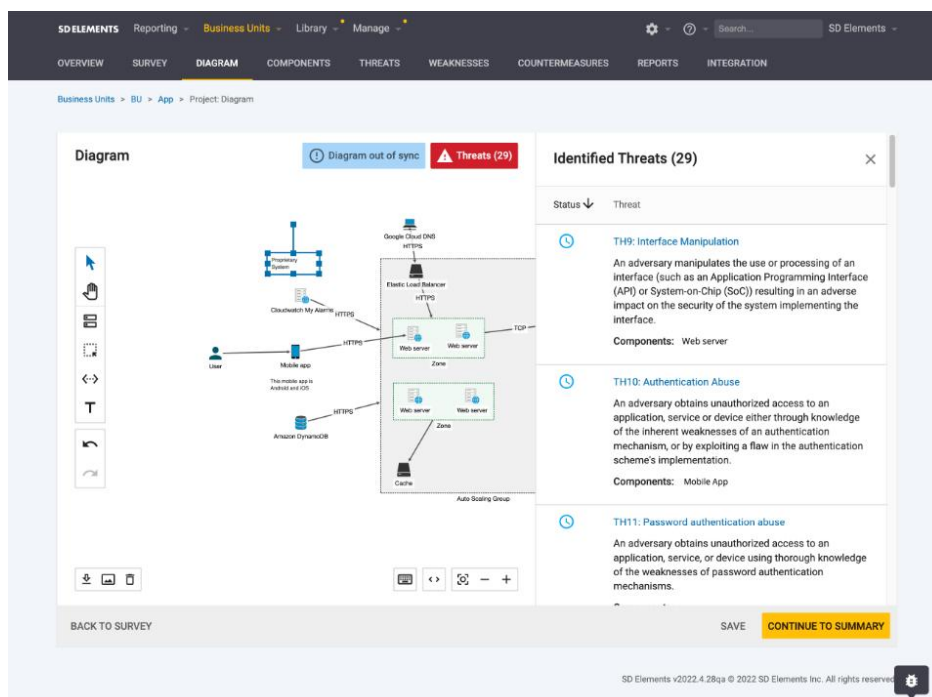 SD ELEMENTS Reporting Business Units Library Manage Search... SD Elements
OVERVIEW SURVEY DIAGRAM COMPONENTS THREATS WEAKNESSES COUNTERMEASURES REPORTS INTEGRATION
Business Units > BU > App > Project: Diagram
Diagram
Diagram out of sync
Threats (29)
Google Cloud DNS
HTTPS
Proprietary
System
Elastic Load Balancer
HTTPS
Cloudwatch My Alarms
HTTPS
TCP
HTTPS
Web server
Web server
Zone
User
Mobile app
This mobile app is
Android and iOS
HTTPS
Web server
Web server
Zone
Amazon DynamoDB
Cache
Auto Scaling Group
Identified Threats (29)
Status Threat
TH9: Interface Manipulation
An adversary manipulates the use or processing of an
interface (such as an Application Programming Interface
(API) or System-on-Chip (SoC)) resulting in an adverse
impact on the security of the system implementing the
interface.
Components: Web server
TH10: Authentication Abuse
An adversary obtains unauthorized access to an
application, service or device either through knowledge
of the inherent weaknesses of an authentication
mechanism, or by exploiting a flaw in the authentication
scheme's implementation.
Components: Mobile App
TH11: Password authentication abuse
An adversary obtains unauthorized access to an
application, service, or device using thorough knowledge
of the weaknesses of password authentication
mechanisms.
BACK TO SURVEY
SAVE
CONTINUE TO SUMMARY
SD Elements v2022.4.28qa © 2022 SD Elements Inc. All rights reserved